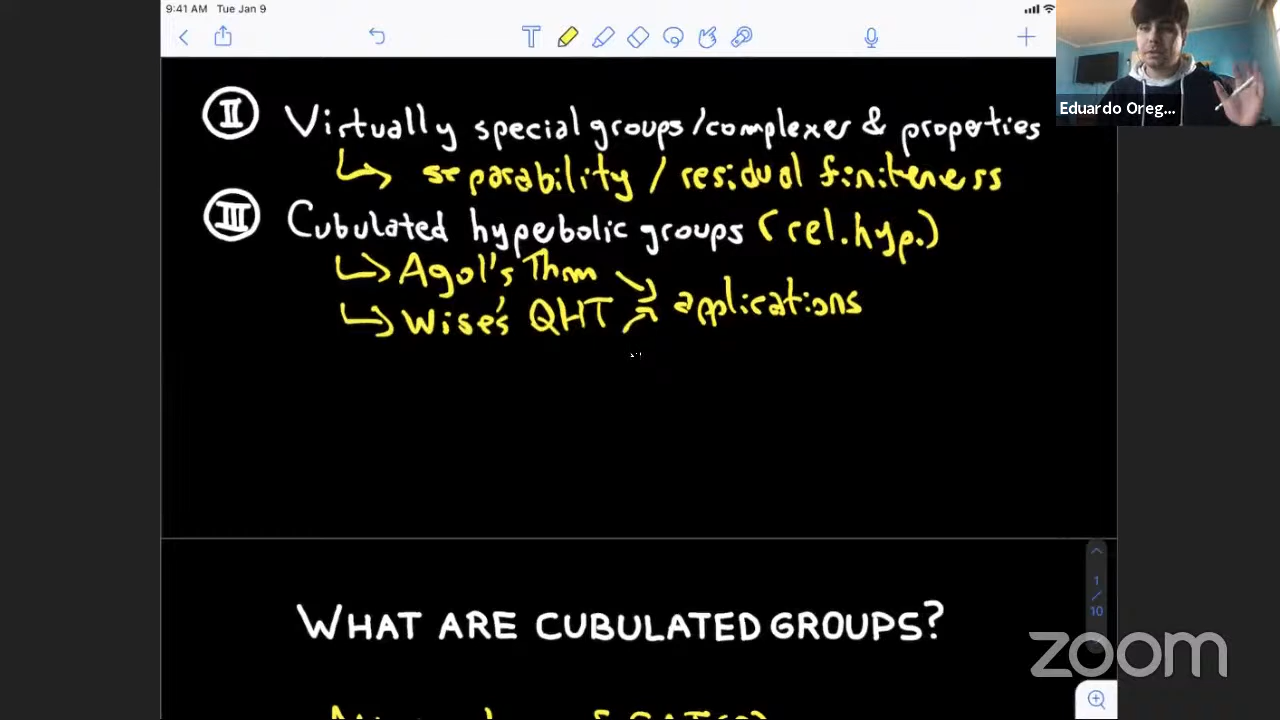 9:41 AM Tue Jan 9
Eduardo Oreg...
II Virtually special groups/complexes & properties
↳ separability / residual finiteness
III Cubulated hyperbolic groups (rel.hyp.)
↳ Agol's Thm
↳ Wise's QHT
applications
1
/
10
WHAT ARE CUBULATED GROUPS?
zoom